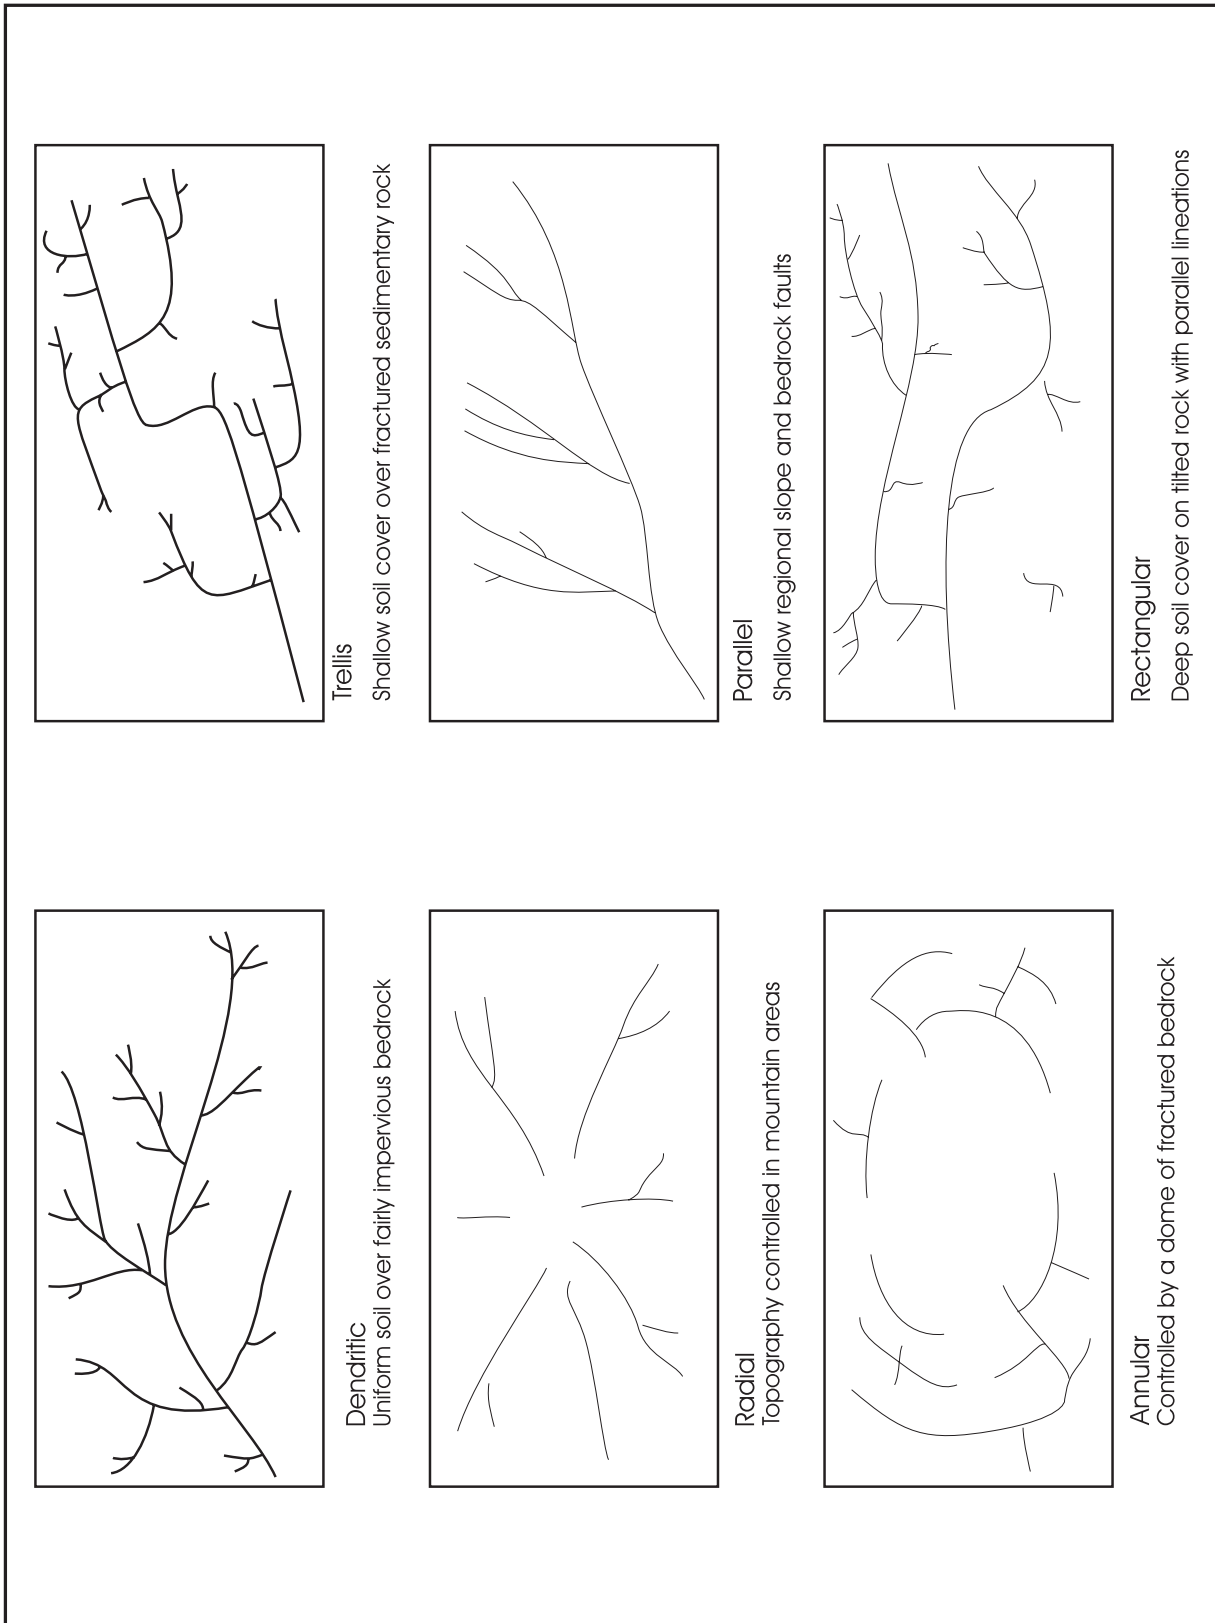 Dendritic
Uniform soil over fairly impervious bedrock
Trellis
Shallow soil cover over fractured sedimentary rock
Radial
Topography controlled in mountain areas
Parallel
Shallow regional slope and bedrock faults
Annular
Controlled by a dome of fractured bedrock
Rectangular
Deep soil cover on tilted rock with parallel lineations